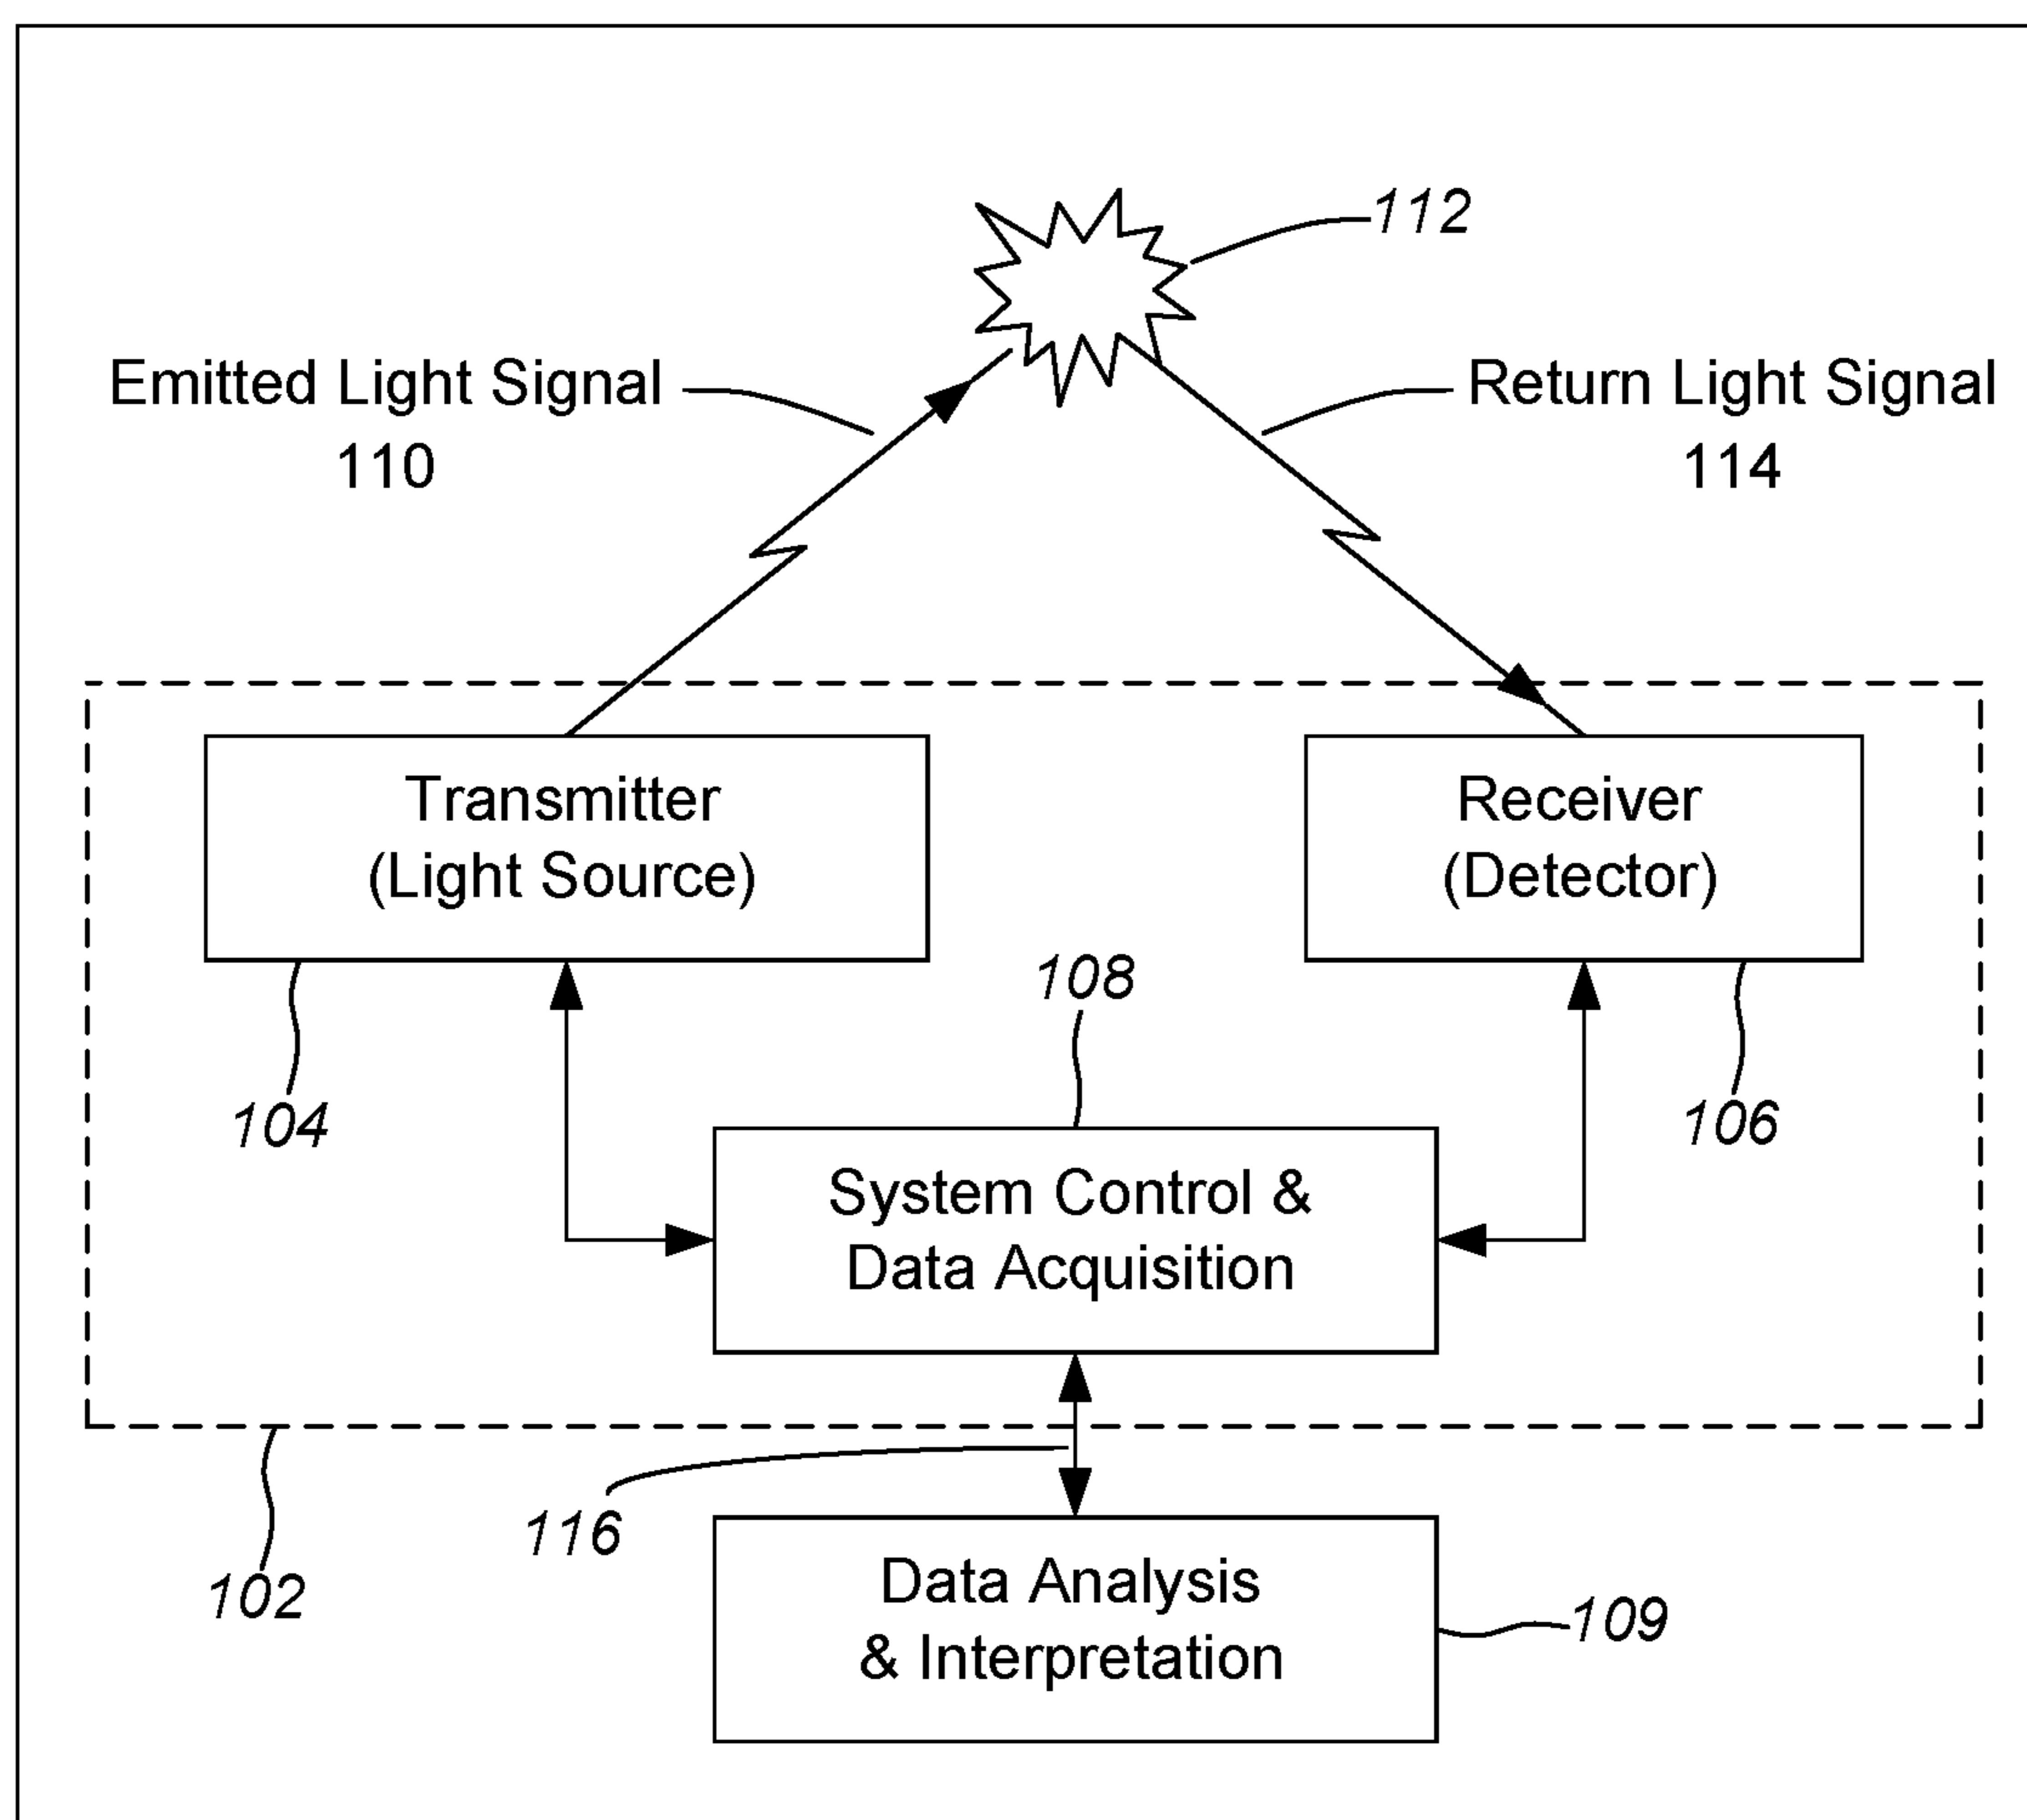 112
Emitted Light Signal
110
Return Light Signal
114
Transmitter
(Light Source)
Receiver
(Detector)
108
104
106
System Control &
Data Acquisition
116
102
Data Analysis
& Interpretation
109